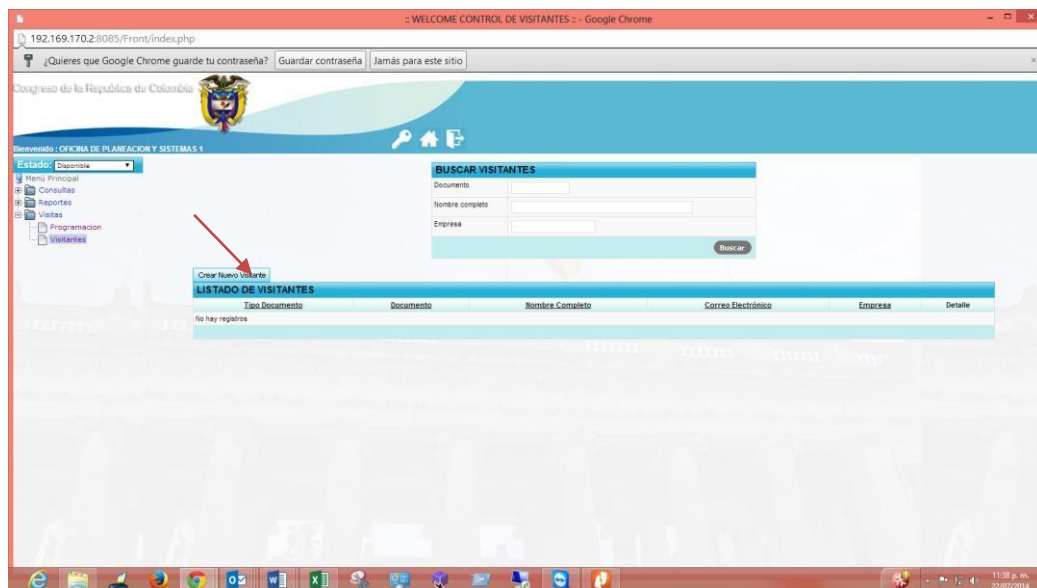 :: WELCOME CONTROL DE VISITANTES :: - Google Chrome
192.169.170.2:8085/Front/index.php
¿Quieres que Google Chrome guarde tu contraseña? Guardar contraseña Jamás para este sitio
Congreso de la Republica de Colombia
Bienvenido : OFICINA DE PLANEACION Y SISTEMAS 1
Estado: Disponible
Menú Principal
Consultas
Reportes
Visitas
Programacion
Visitantes
BUSCAR VISITANTES
Documento
Nombre completo
Empresa
Buscar
Crear Nuevo Visitante
LISTADO DE VISITANTES
Tipo Documento Documento Nombre Completo Correo Electrónico Empresa Detalle
No hay registros
11:38 p. m.
22/07/2014